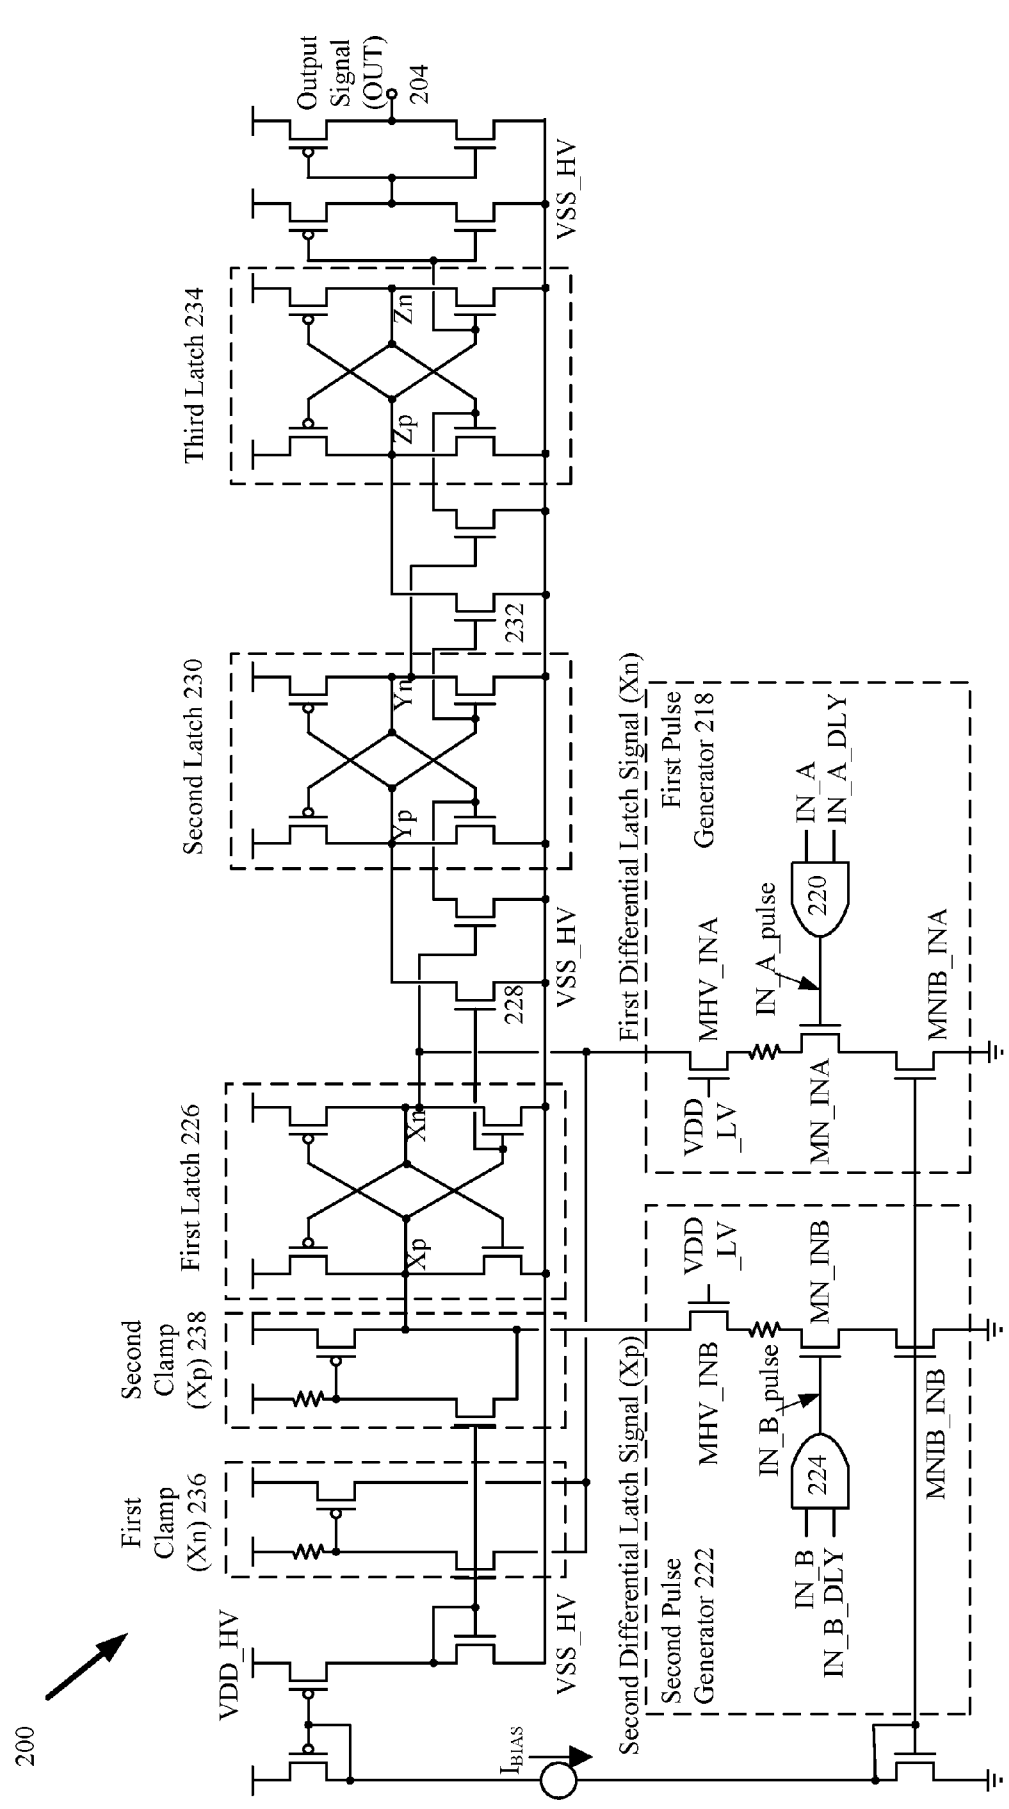 200
VDD_HV
I_BIAS
First
Clamp
(Xn) 236
Second
Clamp
(Xp) 238
First Latch 226
Xp
Xn
228
VSS_HV
VSS_HV
Second Latch 230
Yp
Yn
232
Third Latch 234
Zp
Zn
VSS_HV
Output
Signal
(OUT)
204
Second Differential Latch Signal (Xp)
Second Pulse
Generator 222
IN_B
IN_B_DLY
224
IN_B_pulse
MHV_INB
VDD
_LV
MN_INB
MNIB_INB
First Differential Latch Signal (Xn)
First Pulse
Generator 218
VDD
_LV
MHV_INA
IN_A_pulse
MN_INA
220
IN_A
IN_A_DLY
MNIB_INA